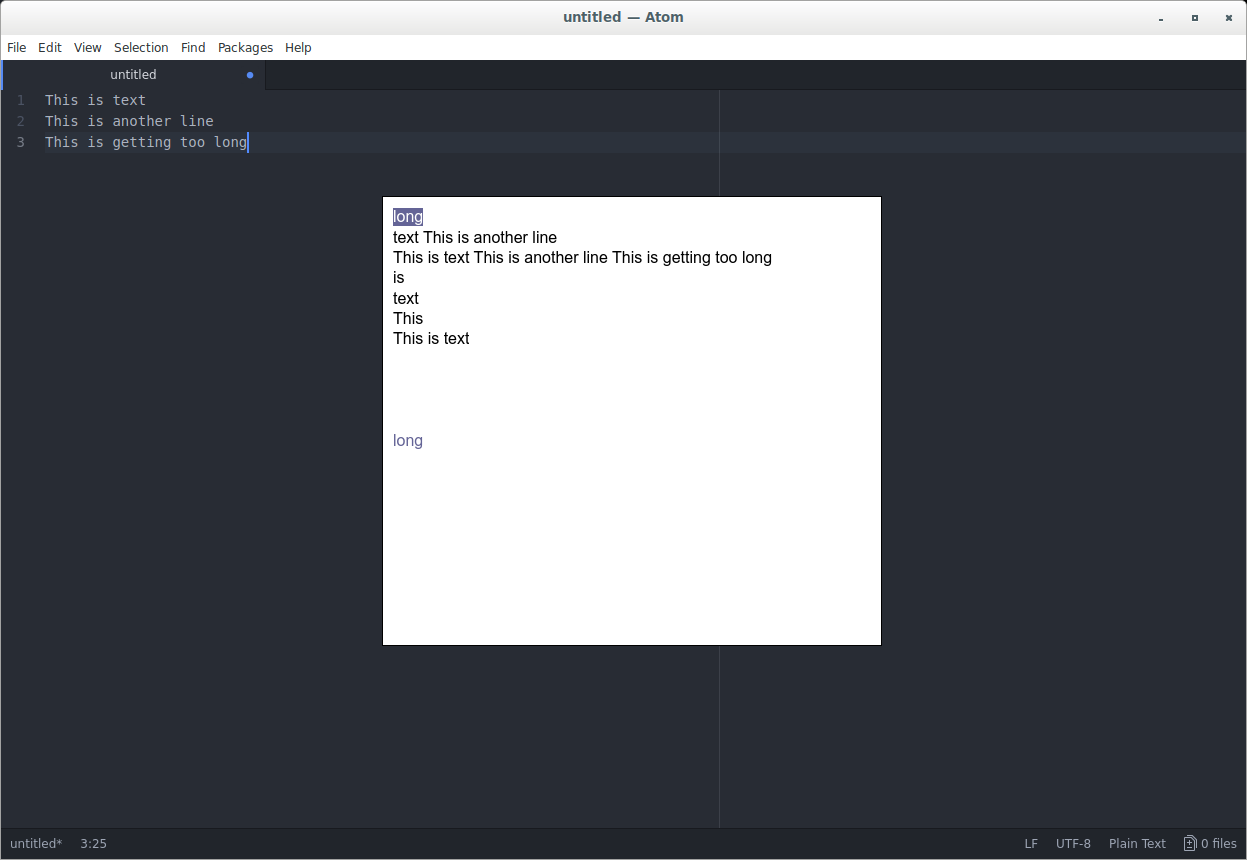 untitled — Atom
File Edit View Selection Find Packages Help
untitled
1 This is text
2 This is another line
3 This is getting too long
long
text This is another line
This is text This is another line This is getting too long
is
text
This
This is text
long
untitled* 3:25 LF UTF-8 Plain Text 0 files